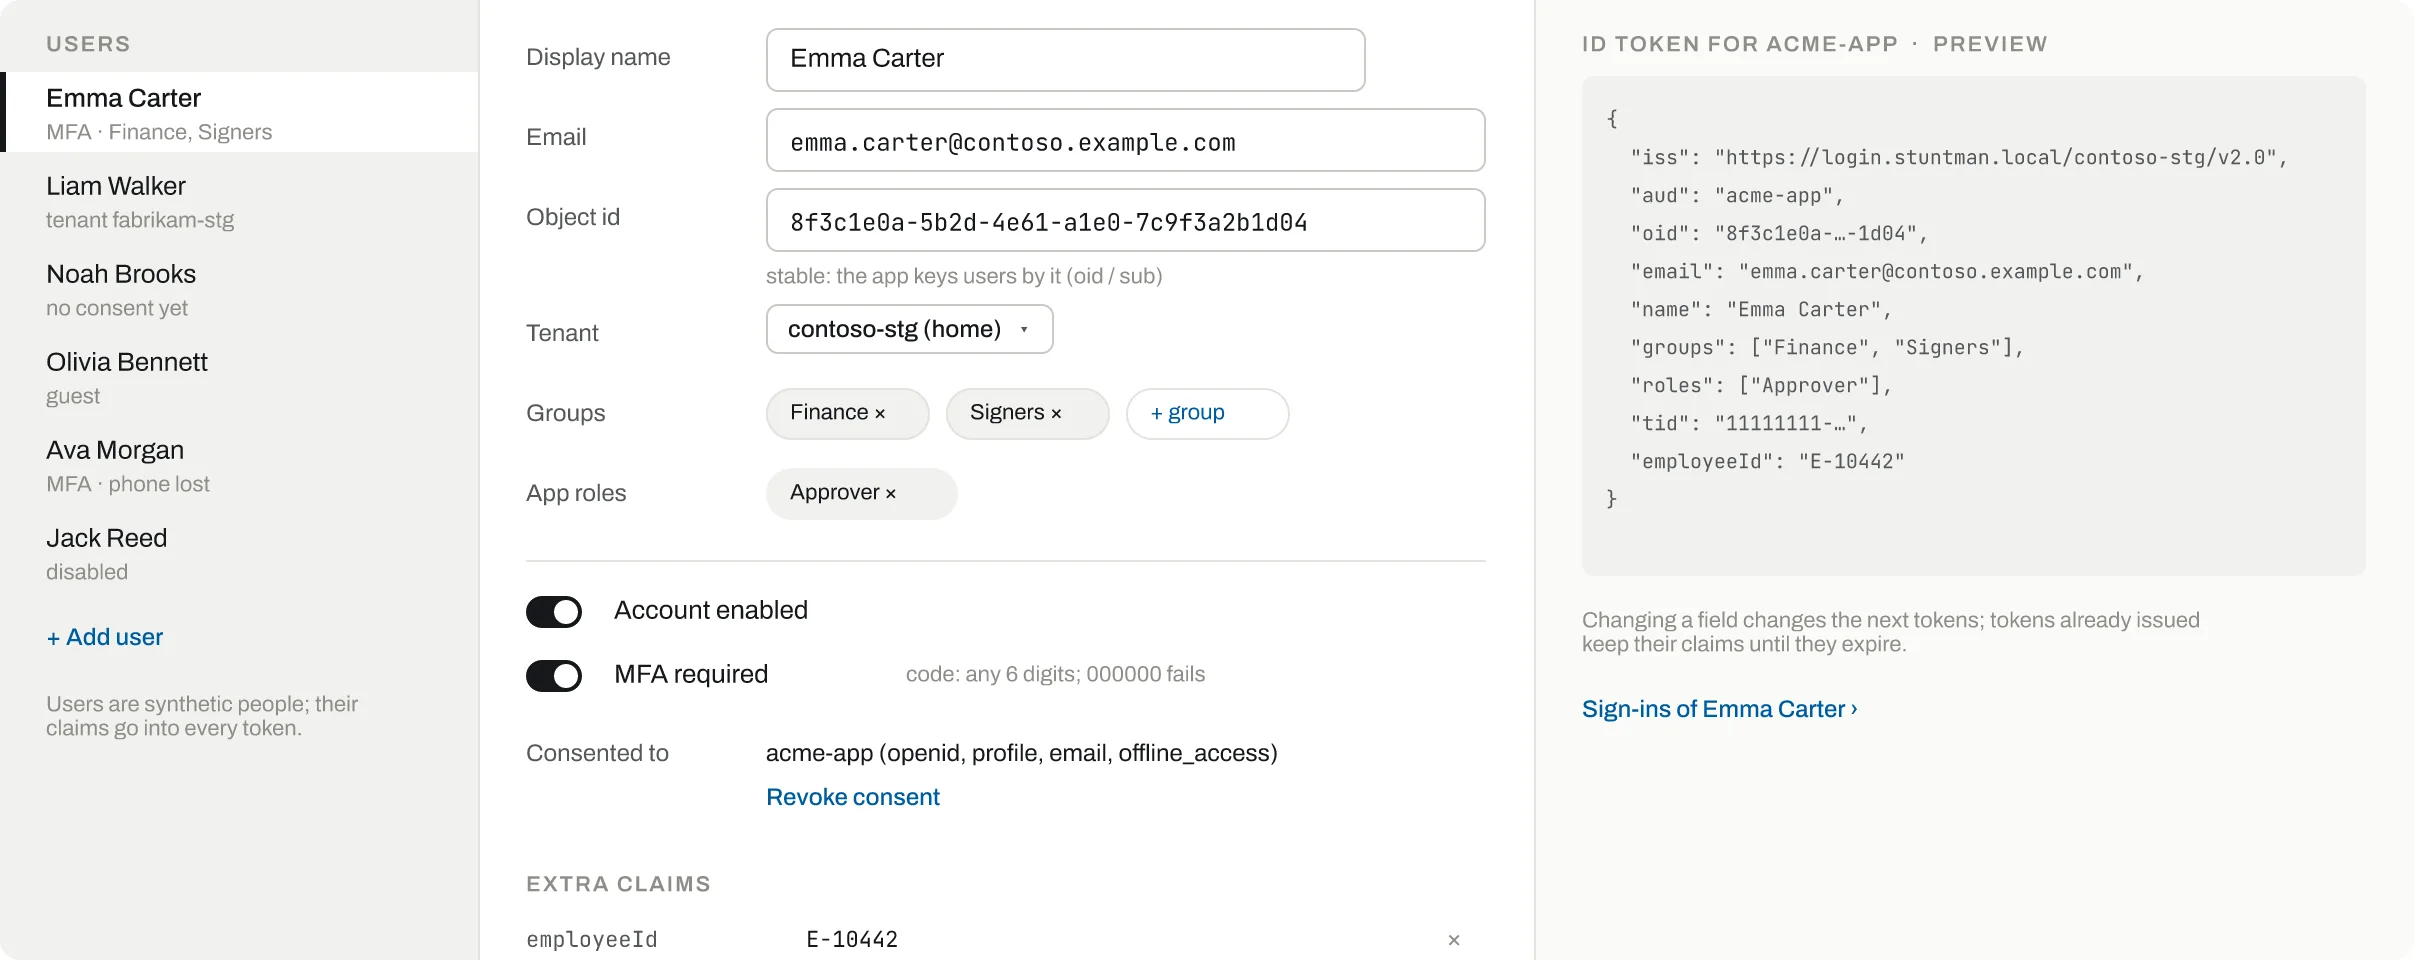 USERS
Emma Carter
MFA · Finance, Signers
Liam Walker
tenant fabrikam-stg
Noah Brooks
no consent yet
Olivia Bennett
guest
Ava Morgan
MFA · phone lost
Jack Reed
disabled
+ Add user
Users are synthetic people; their
claims go into every token.
Display name
Emma Carter
Email
emma.carter@contoso.example.com
Object id
8f3c1e0a-5b2d-4e61-a1e0-7c9f3a2b1d04
stable: the app keys users by it (oid / sub)
Tenant
contoso-stg (home) ▾
Groups
Finance × Signers × + group
App roles
Approver ×
Account enabled
MFA required code: any 6 digits; 000000 fails
Consented to
acme-app (openid, profile, email, offline_access)
Revoke consent
EXTRA CLAIMS
employeeId E-10442 ×
ID TOKEN FOR ACME-APP · PREVIEW
{
"iss": "https://login.stuntman.local/contoso-stg/v2.0",
"aud": "acme-app",
"oid": "8f3c1e0a-…-1d04",
"email": "emma.carter@contoso.example.com",
"name": "Emma Carter",
"groups": ["Finance", "Signers"],
"roles": ["Approver"],
"tid": "11111111-…",
"employeeId": "E-10442"
}
Changing a field changes the next tokens; tokens already issued
keep their claims until they expire.
Sign-ins of Emma Carter ›